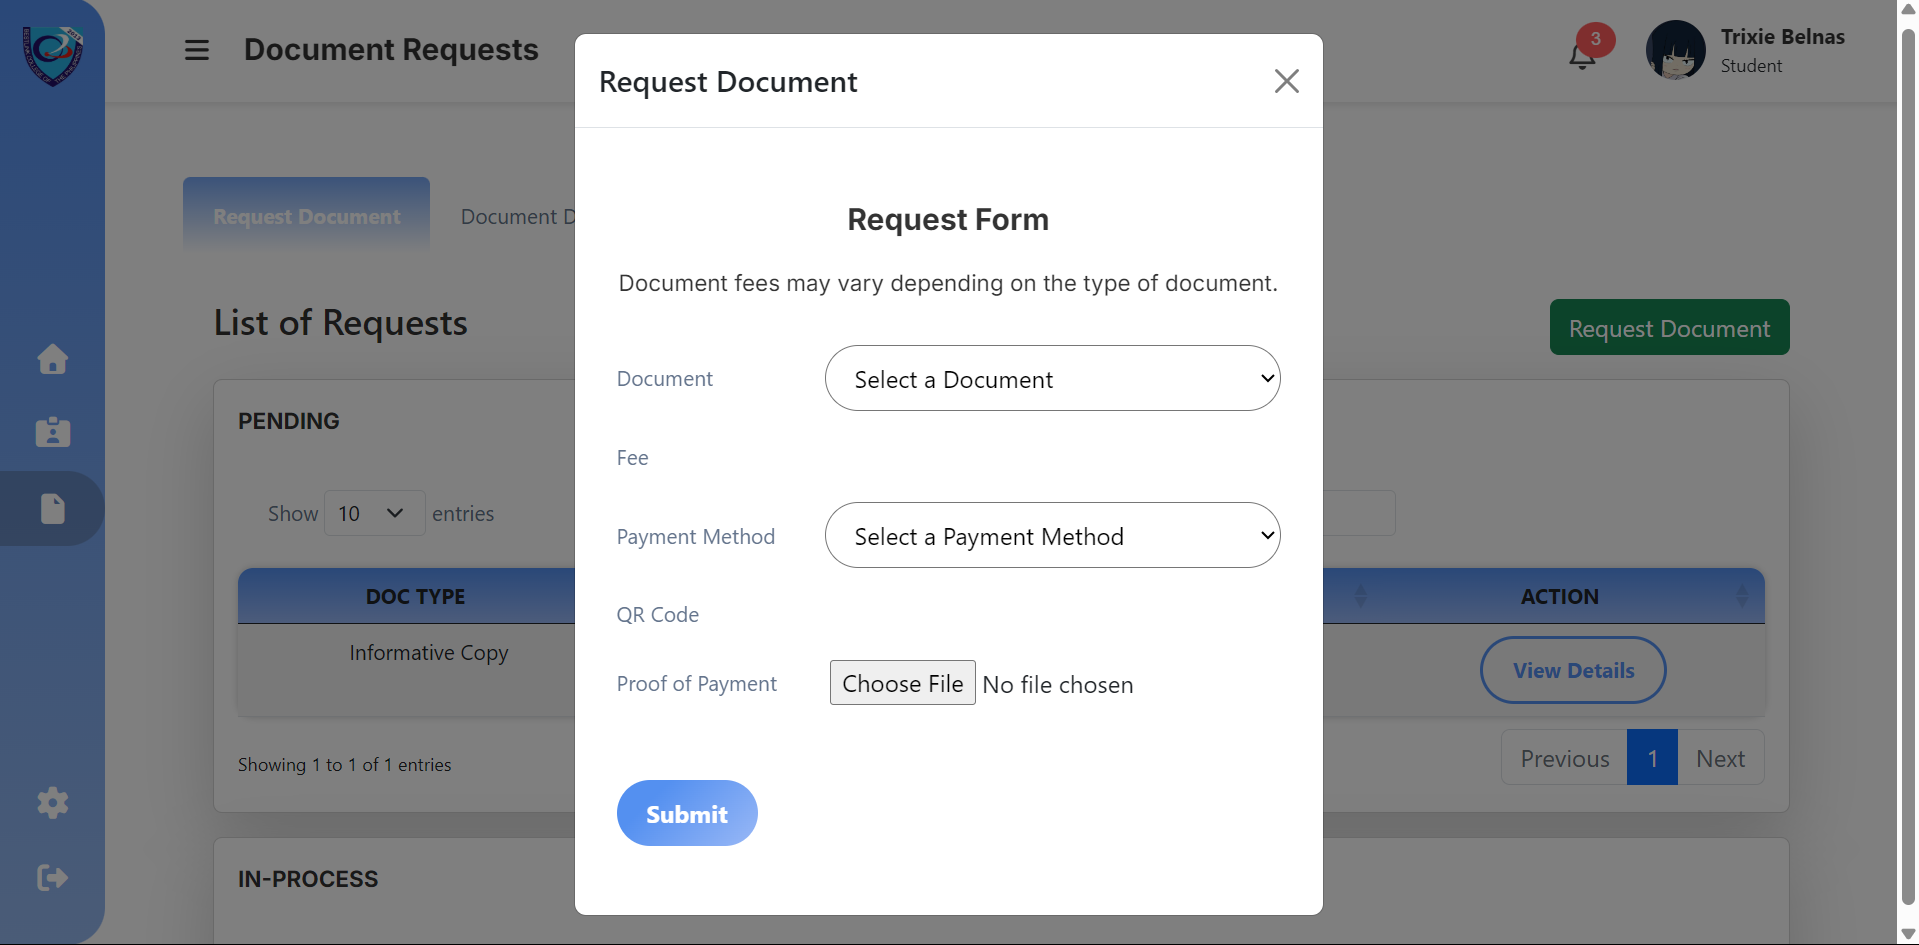 Document Requests
3
Trixie Belnas
Student
Request Document
Request Document
Document D
Request Form
Document fees may vary depending on the type of document.
List of Requests
Request Document
Document
Select a Document
PENDING
Fee
Show 10 entries
Payment Method
Select a Payment Method
DOC TYPE
ACTION
QR Code
Informative Copy
View Details
Proof of Payment
Choose File No file chosen
Showing 1 to 1 of 1 entries
Previous 1 Next
Submit
IN-PROCESS